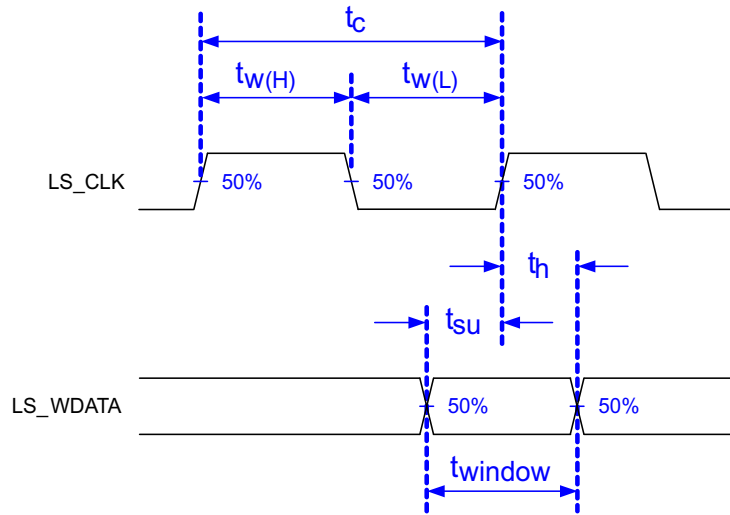 tc
tw(H) tw(L)
LS_CLK 50% 50% 50%
th
tsu
LS_WDATA 50% 50%
twindow